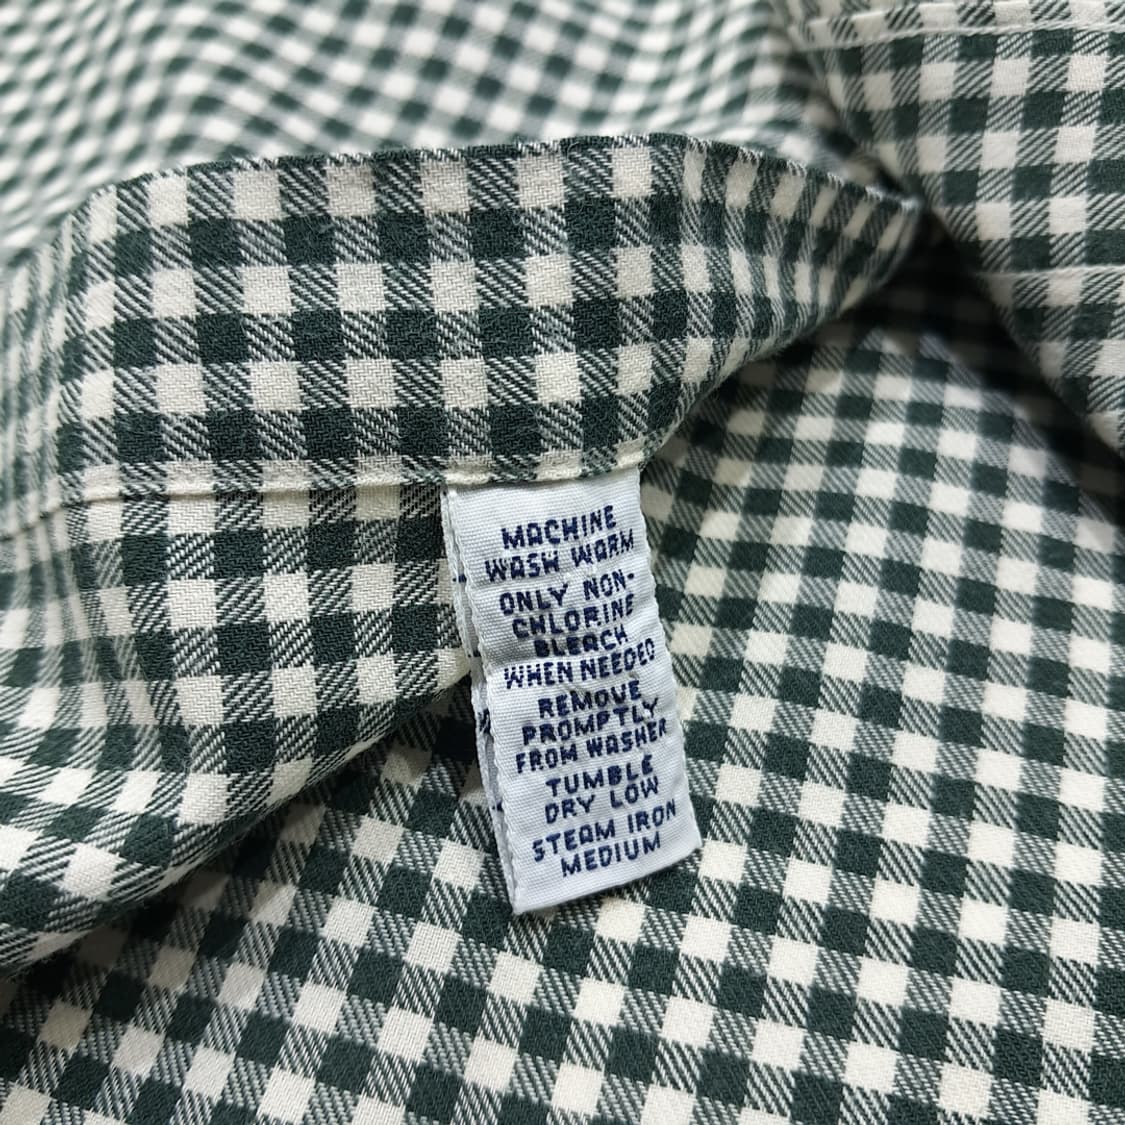 MACHINE
WASH WARM
ONLY NON-
CHLORINE
BLEACH
WHEN NEEDED
REMOVE
PROMPTLY
FROM WASHER
TUMBLE
DRY LOW
STEAM IRON
MEDIUM